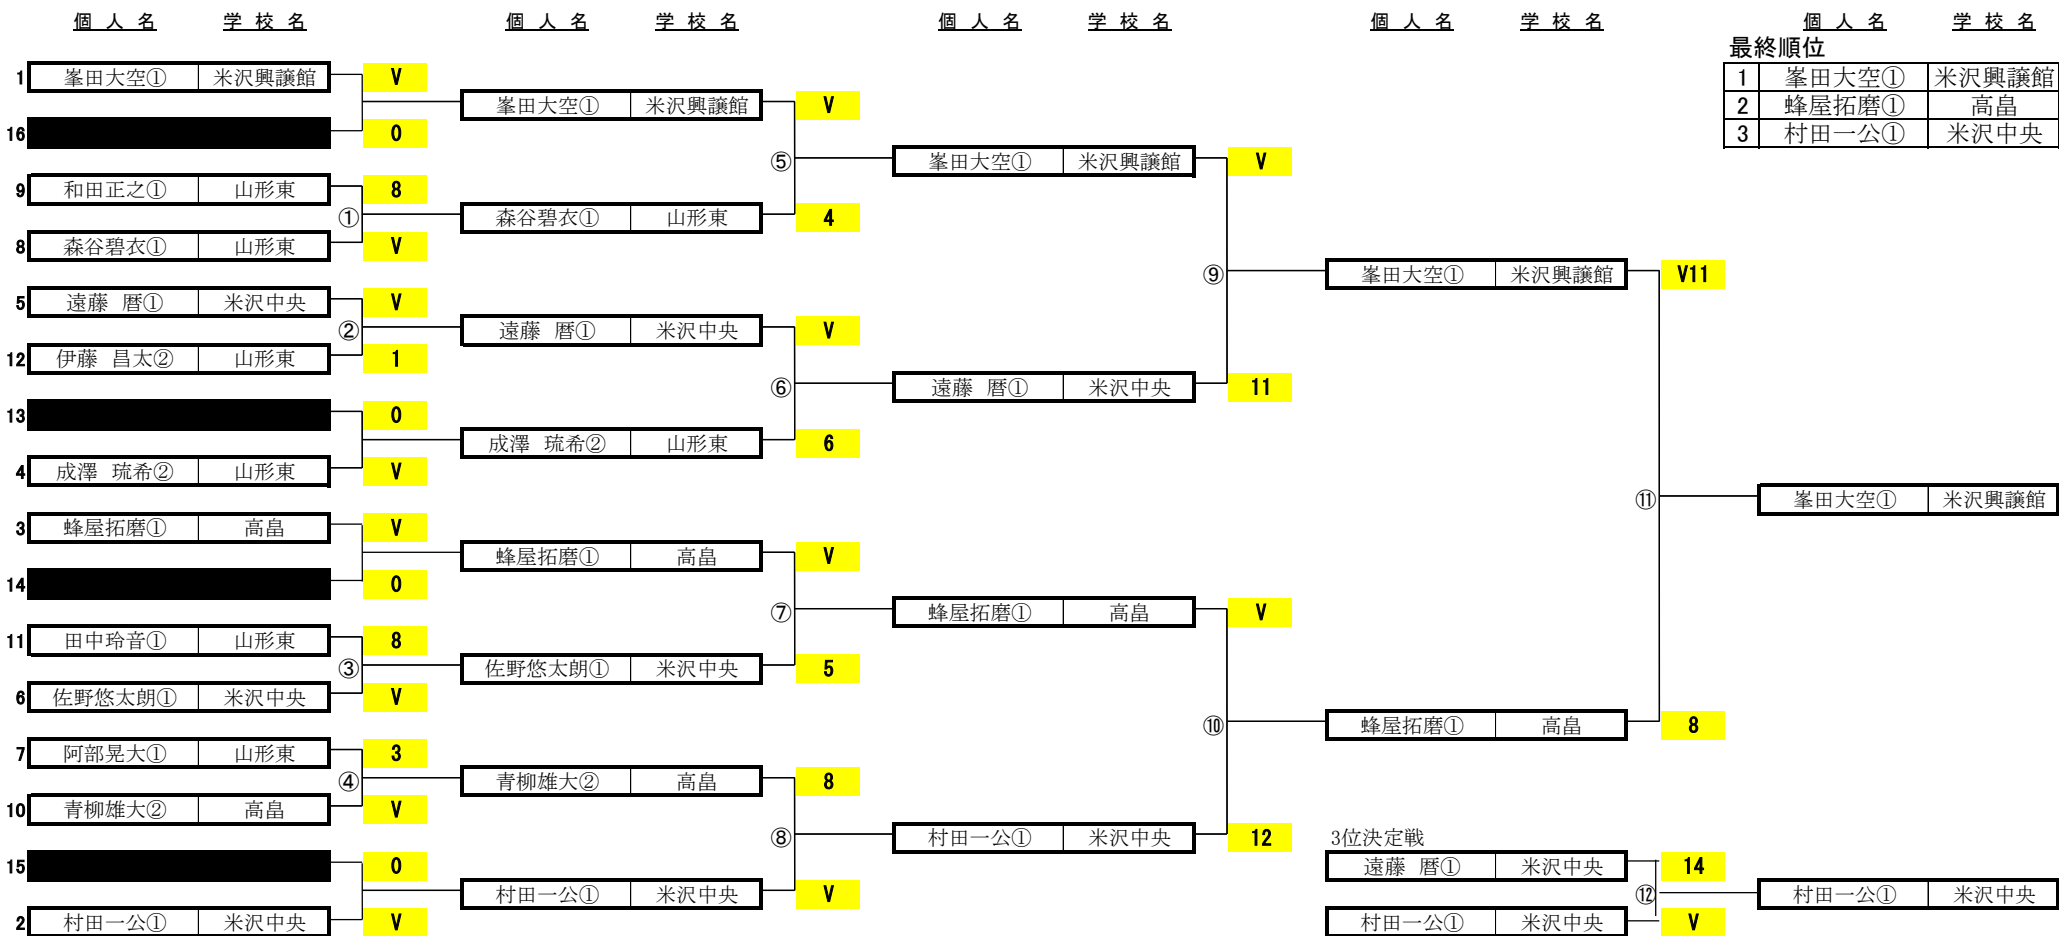 個 人 名 学 校 名 個 人 名 学 校 名 個 人 名 学 校 名 個 人 名 学 校 名 個 人 名 学 校 名
最終順位
1 峯田大空① 米沢興譲館
2 蜂屋拓磨① 高畠
3 村田一公① 米沢中央
1 峯田大空① 米沢興譲館 V
16 0
9 和田正之① 山形東 8
①
8 森谷碧衣① 山形東 V
5 遠藤 暦① 米沢中央 V
②
12 伊藤 昌太② 山形東 1
13 0
4 成澤 琉希② 山形東 V
3 蜂屋拓磨① 高畠 V
14 0
11 田中玲音① 山形東 8
③
6 佐野悠太朗① 米沢中央 V
7 阿部晃大① 山形東 3
④
10 青柳雄大② 高畠 V
15 0
2 村田一公① 米沢中央 V
峯田大空① 米沢興譲館 V
⑤
森谷碧衣① 山形東 4
遠藤 暦① 米沢中央 V
⑥
成澤 琉希② 山形東 6
蜂屋拓磨① 高畠 V
⑦
佐野悠太朗① 米沢中央 5
青柳雄大② 高畠 8
⑧
村田一公① 米沢中央 V
峯田大空① 米沢興譲館 V
⑨
遠藤 暦① 米沢中央 11
蜂屋拓磨① 高畠 V
⑩
村田一公① 米沢中央 12
峯田大空① 米沢興譲館 V11
⑪
蜂屋拓磨① 高畠 8
峯田大空① 米沢興譲館
3位決定戦
遠藤 暦① 米沢中央 14
⑫
村田一公① 米沢中央 V
村田一公① 米沢中央